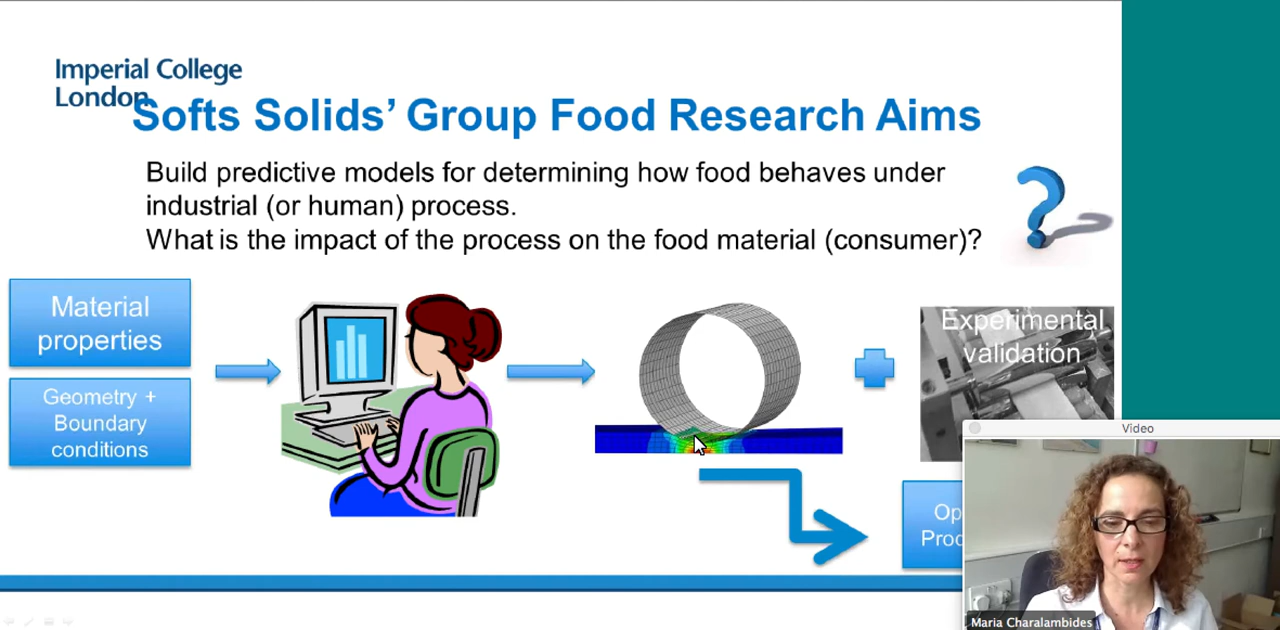 Imperial College
London
Softs Solids' Group Food Research Aims
Build predictive models for determining how food behaves under
industrial (or human) process.
What is the impact of the process on the food material (consumer)?
Material
properties
Geometry +
Boundary
conditions
Experimental
validation
Video
Maria Charalambides